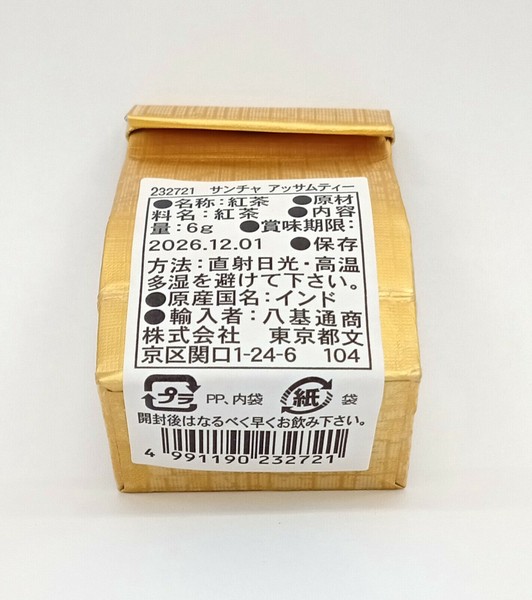 232721 サンチャ アッサムティー
●名称:紅茶 ●原材
料名:紅茶 ●内容
量:6g ●賞味期限:
2026.12.01 ●保存
方法:直射日光・高温
多湿を避けて下さい。
●原産国名:インド
●輸入者:八基通商
株式会社 東京都文
京区関口1-24-6 104
プラ PP、内袋 紙 袋
開封後はなるべく早くお飲み下さい。
4 991190 232721